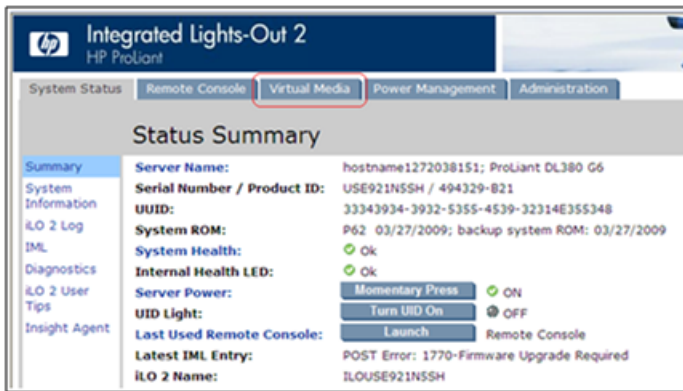 hp
Integrated Lights-Out 2
HP ProLiant
System Status Remote Console Virtual Media Power Management Administration
Status Summary
Summary
System Information
iLO 2 Log
IML
Diagnostics
iLO 2 User Tips
Insight Agent
Server Name: hostname1272038151; ProLiant DL380 G6
Serial Number / Product ID: USE921N5SH / 494329-B21
UUID: 33343934-3932-5355-4539-32314E355348
System ROM: P62 03/27/2009; backup system ROM: 03/27/2009
System Health: Ok
Internal Health LED: Ok
Server Power: Momentary Press ON
UID Light: Turn UID On OFF
Last Used Remote Console: Launch Remote Console
Latest IML Entry: POST Error: 1770-Firmware Upgrade Required
iLO 2 Name: ILOUSE921N5SH